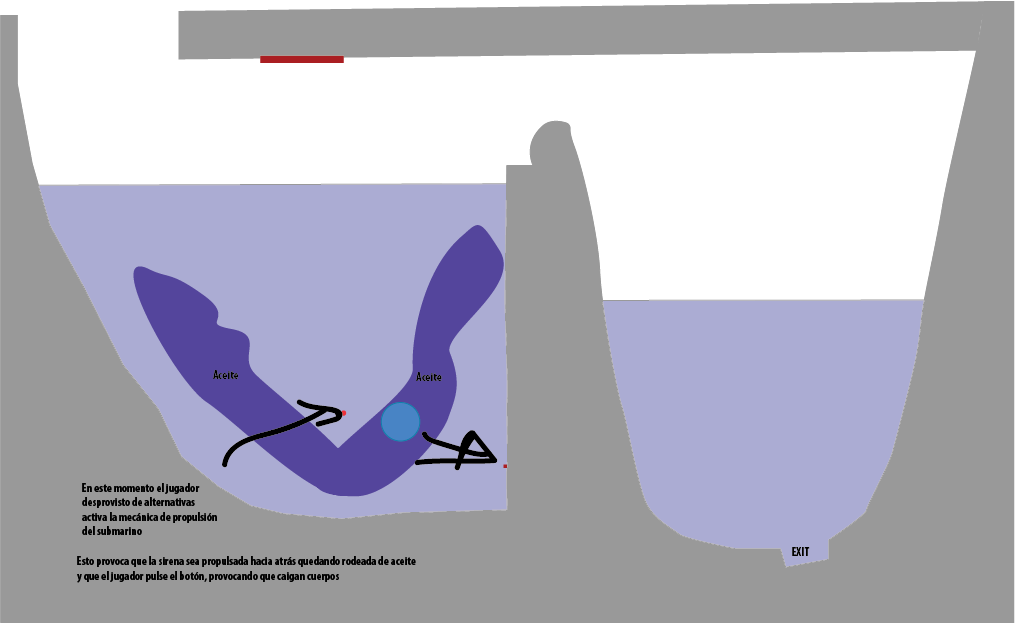 Aceite
Aceite
En este momento el jugador
desprovisto de alternativas
activa la mecánica de propulsión
del submarino
Esto provoca que la sirena sea propulsada hacia atrás quedando rodeada de aceite
y que el jugador pulse el botón, provocando que caigan cuerpos
EXIT